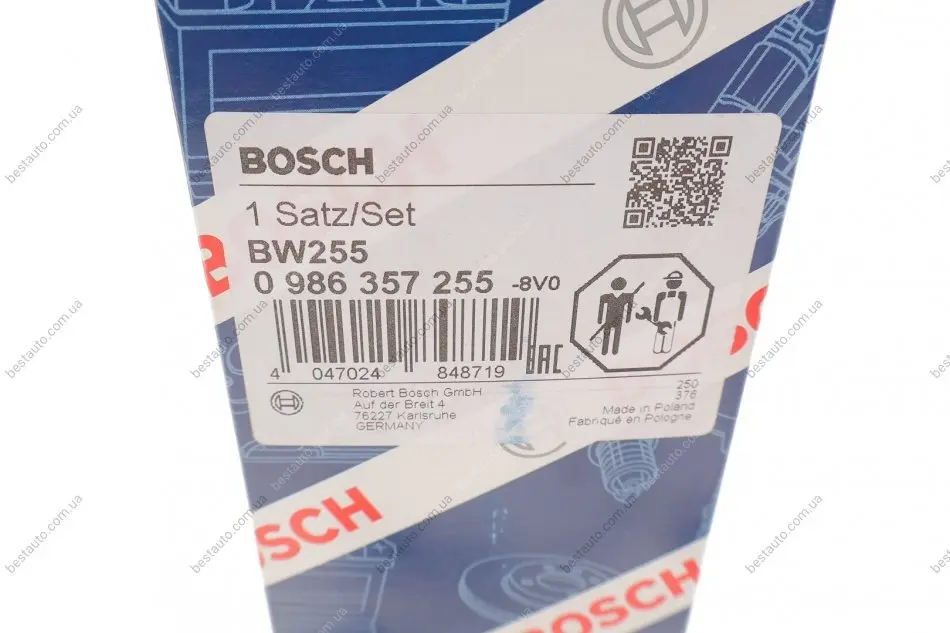 BOSCH
1 Satz/Set
BW255
0 986 357 255 -8V0
4 047024 848719
EAC
Robert Bosch GmbH
Auf der Breit 4
76227 Karlsruhe
GERMANY
250
376
Made in Poland
Fabriqué en Pologne
BOSCH
BOSCH
bestauto.com.ua